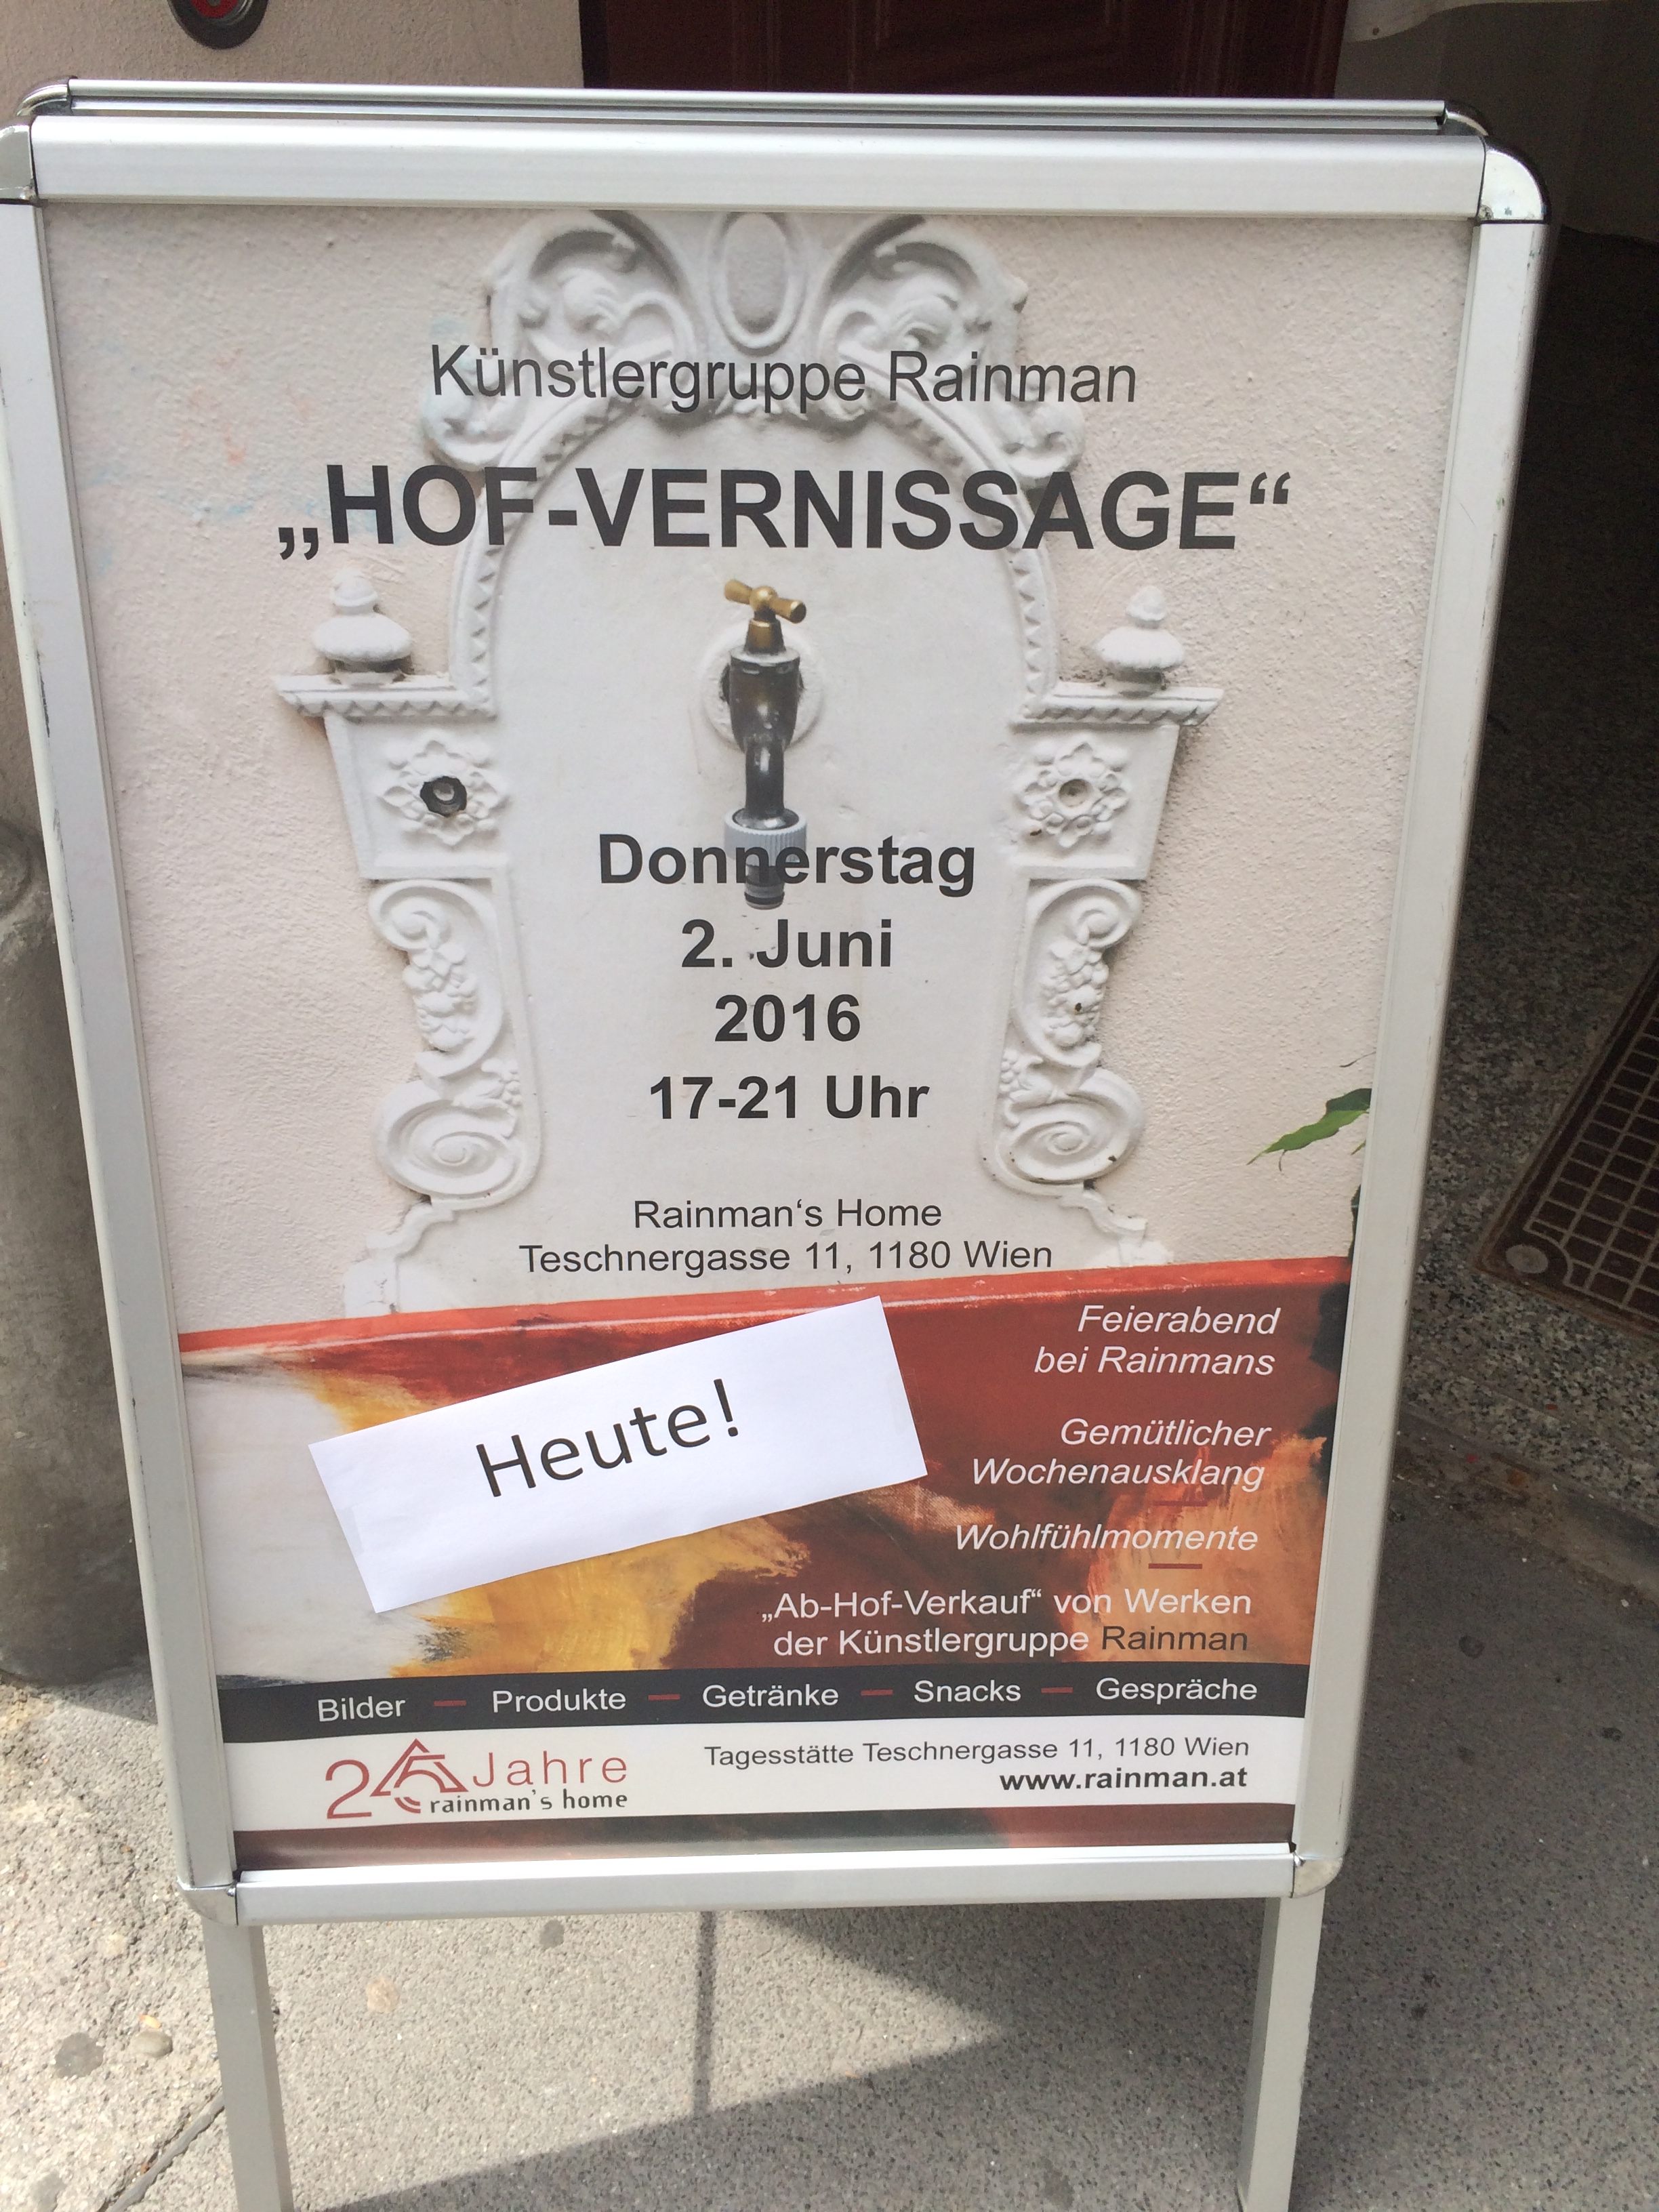 Künstlergruppe Rainman
„HOF-VERNISSAGE“
Donnerstag
2. Juni
2016
17-21 Uhr
Rainman‘s Home
Teschnergasse 11, 1180 Wien
Heute!
Feierabend
bei Rainmans
Gemütlicher
Wochenausklang
Wohlfühlmomente
„Ab-Hof-Verkauf“ von Werken
der Künstlergruppe Rainman
Bilder — Produkte — Getränke — Snacks — Gespräche
25 Jahre
rainman's home
Tagesstätte Teschnergasse 11, 1180 Wien
www.rainman.at